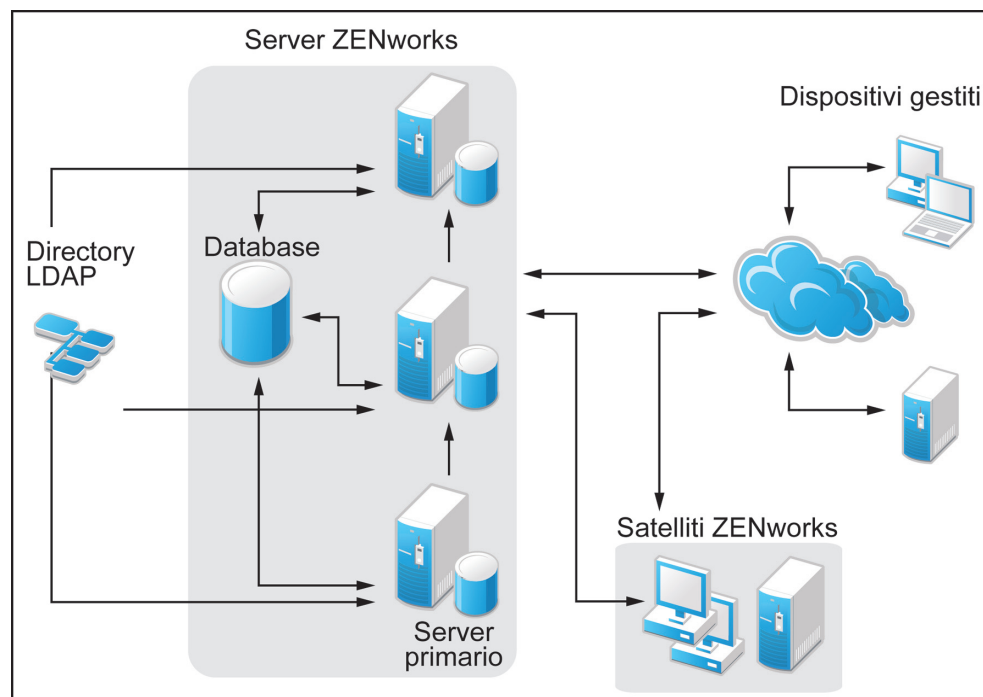 Server ZENworks
Dispositivi gestiti
Directory
LDAP
Database
Satelliti ZENworks
Server
primario